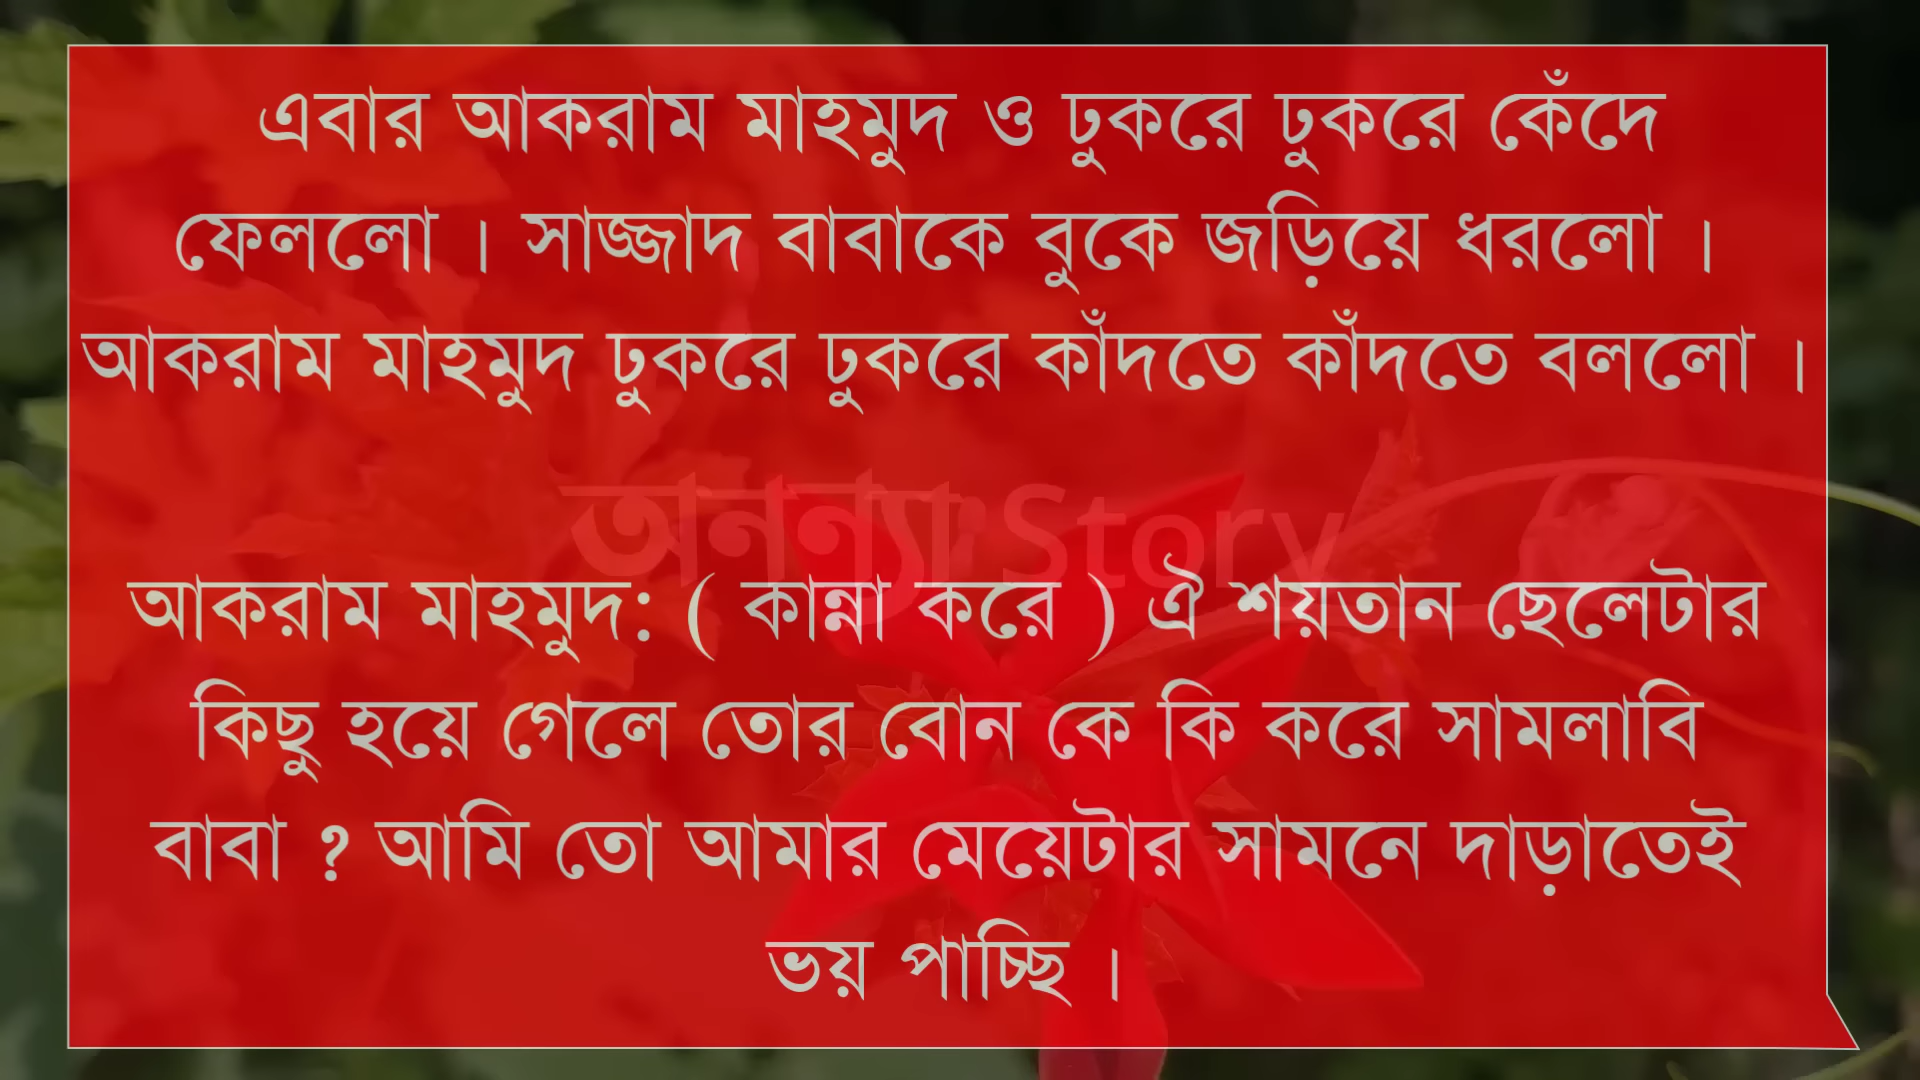 এবার আকরাম মাহমুদ ও ঢুকরে ঢুকরে কেঁদে
ফেললো । সাজ্জাদ বাবাকে বুকে জড়িয়ে ধরলো ।
আকরাম মাহমুদ ঢুকরে ঢুকরে কাঁদতে কাঁদতে বললো ।
অনন্যা Story
আকরাম মাহমুদ: ( কান্না করে ) ঐ শয়তান ছেলেটার
কিছু হয়ে গেলে তোর বোন কে কি করে সামলাবি
বাবা ? আমি তো আমার মেয়েটার সামনে দাড়াতেই
ভয় পাচ্ছি ।